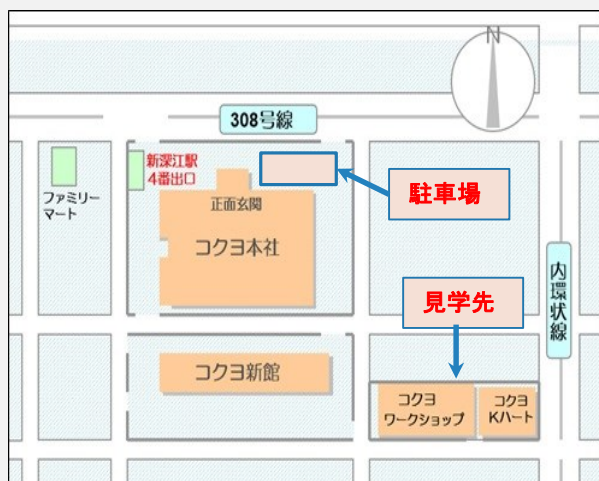 N
308号線
新深江駅
4番出口
ファミリー
マート
正面玄関
駐車場
コクヨ本社
内環状線
見学先
コクヨ新館
コクヨ
ワークショップ
コクヨ
Kハート